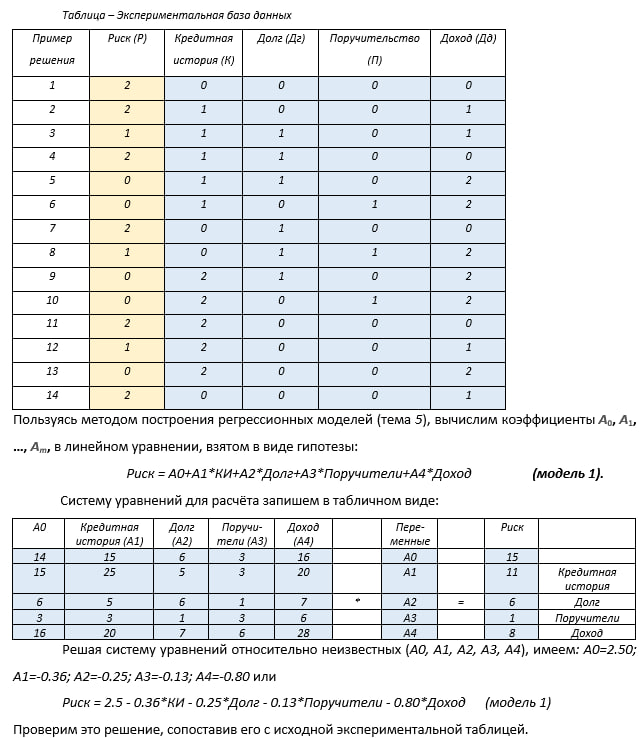 Таблица – Экспериментальная база данных
Пример решения Риск (Р) Кредитная история (К) Долг (Дг) Поручительство (П) Доход (Дд)
1 2 0 0 0 0
2 2 1 0 0 1
3 1 1 1 0 1
4 2 1 1 0 0
5 0 1 1 0 2
6 0 1 0 1 2
7 2 0 1 0 0
8 1 0 1 1 2
9 0 2 1 0 2
10 0 2 0 1 2
11 2 2 0 0 0
12 1 2 0 0 1
13 0 2 0 0 2
14 2 0 0 0 1
Пользуясь методом построения регрессионных моделей (тема 5), вычислим коэффициенты A0, A1,
..., Am, в линейном уравнении, взятом в виде гипотезы:
Риск = A0+A1*КИ+A2*Долг+A3*Поручители+A4*Доход (модель 1).
Систему уравнений для расчёта запишем в табличном виде:
A0 Кредитная история (A1) Долг (A2) Поручи-тели (A3) Доход (A4) Пере-менные Риск
14 15 6 3 16 A0 15
15 25 5 3 20 A1 11 Кредитная история
6 5 6 1 7 * A2 = 6 Долг
3 3 1 3 6 A3 1 Поручители
16 20 7 6 28 A4 8 Доход
Решая систему уравнений относительно неизвестных (A0, A1, A2, A3, A4), имеем: A0=2.50;
A1=-0.36; A2=-0.25; A3=-0.13; A4=-0.80 или
Риск = 2.5 - 0.36*КИ - 0.25*Долг - 0.13*Поручители - 0.80*Доход (модель 1)
Проверим это решение, сопоставив его с исходной экспериментальной таблицей.